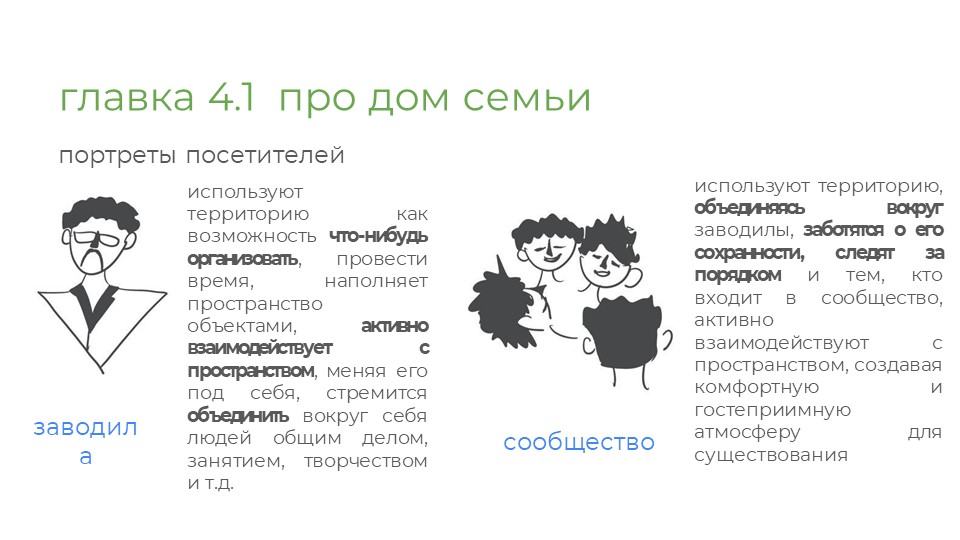 главка 4.1 про дом семьи
портреты посетителей
используют
территорию как
возможность что-нибудь
организовать, провести
время, наполняет
пространство
объектами, активно
взаимодействует с
пространством, меняя его
под себя, стремится
объединить вокруг себя
людей общим делом,
занятием, творчеством
и т.д.
заводил
а
используют территорию,
объединяясь вокруг
заводилы, заботятся о его
сохранности, следят за
порядком и тем, кто
входит в сообщество,
активно
взаимодействуют с
пространством, создавая
комфортную и
гостеприимную
атмосферу для
существования
сообщество